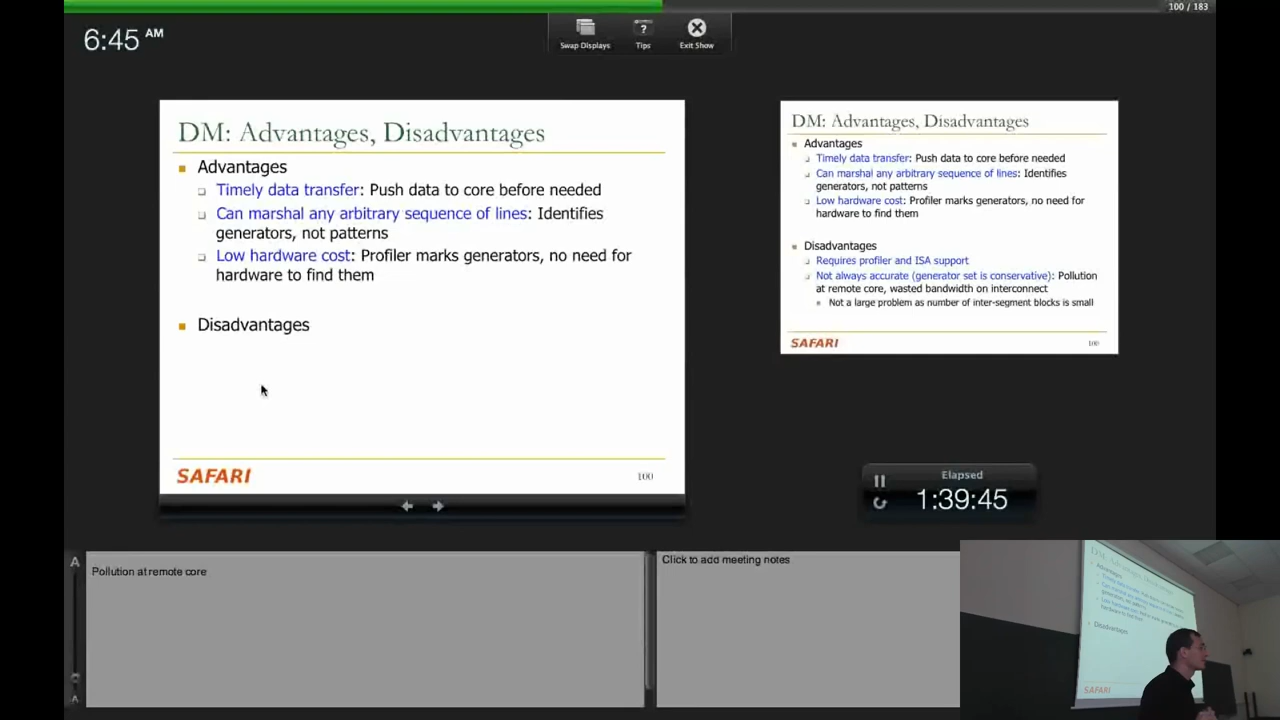 100 / 183
6:45 AM
Swap Displays
Tips
Exit Show
DM: Advantages, Disadvantages
Advantages
Timely data transfer: Push data to core before needed
Can marshal any arbitrary sequence of lines: Identifies
generators, not patterns
Low hardware cost: Profiler marks generators, no need for
hardware to find them
Disadvantages
SAFARI
100
DM: Advantages, Disadvantages
Advantages
Timely data transfer: Push data to core before needed
Can marshal any arbitrary sequence of lines: Identifies
generators, not patterns
Low hardware cost: Profiler marks generators, no need for
hardware to find them
Disadvantages
Requires profiler and ISA support
Not always accurate (generator set is conservative): Pollution
at remote core, wasted bandwidth on interconnect
Not a large problem as number of inter-segment blocks is small
SAFARI
100
Elapsed
1:39:45
A
A
Pollution at remote core
Click to add meeting notes
DM: Advantages, Disadvantages
Advantages
Disadvantages
SAFARI